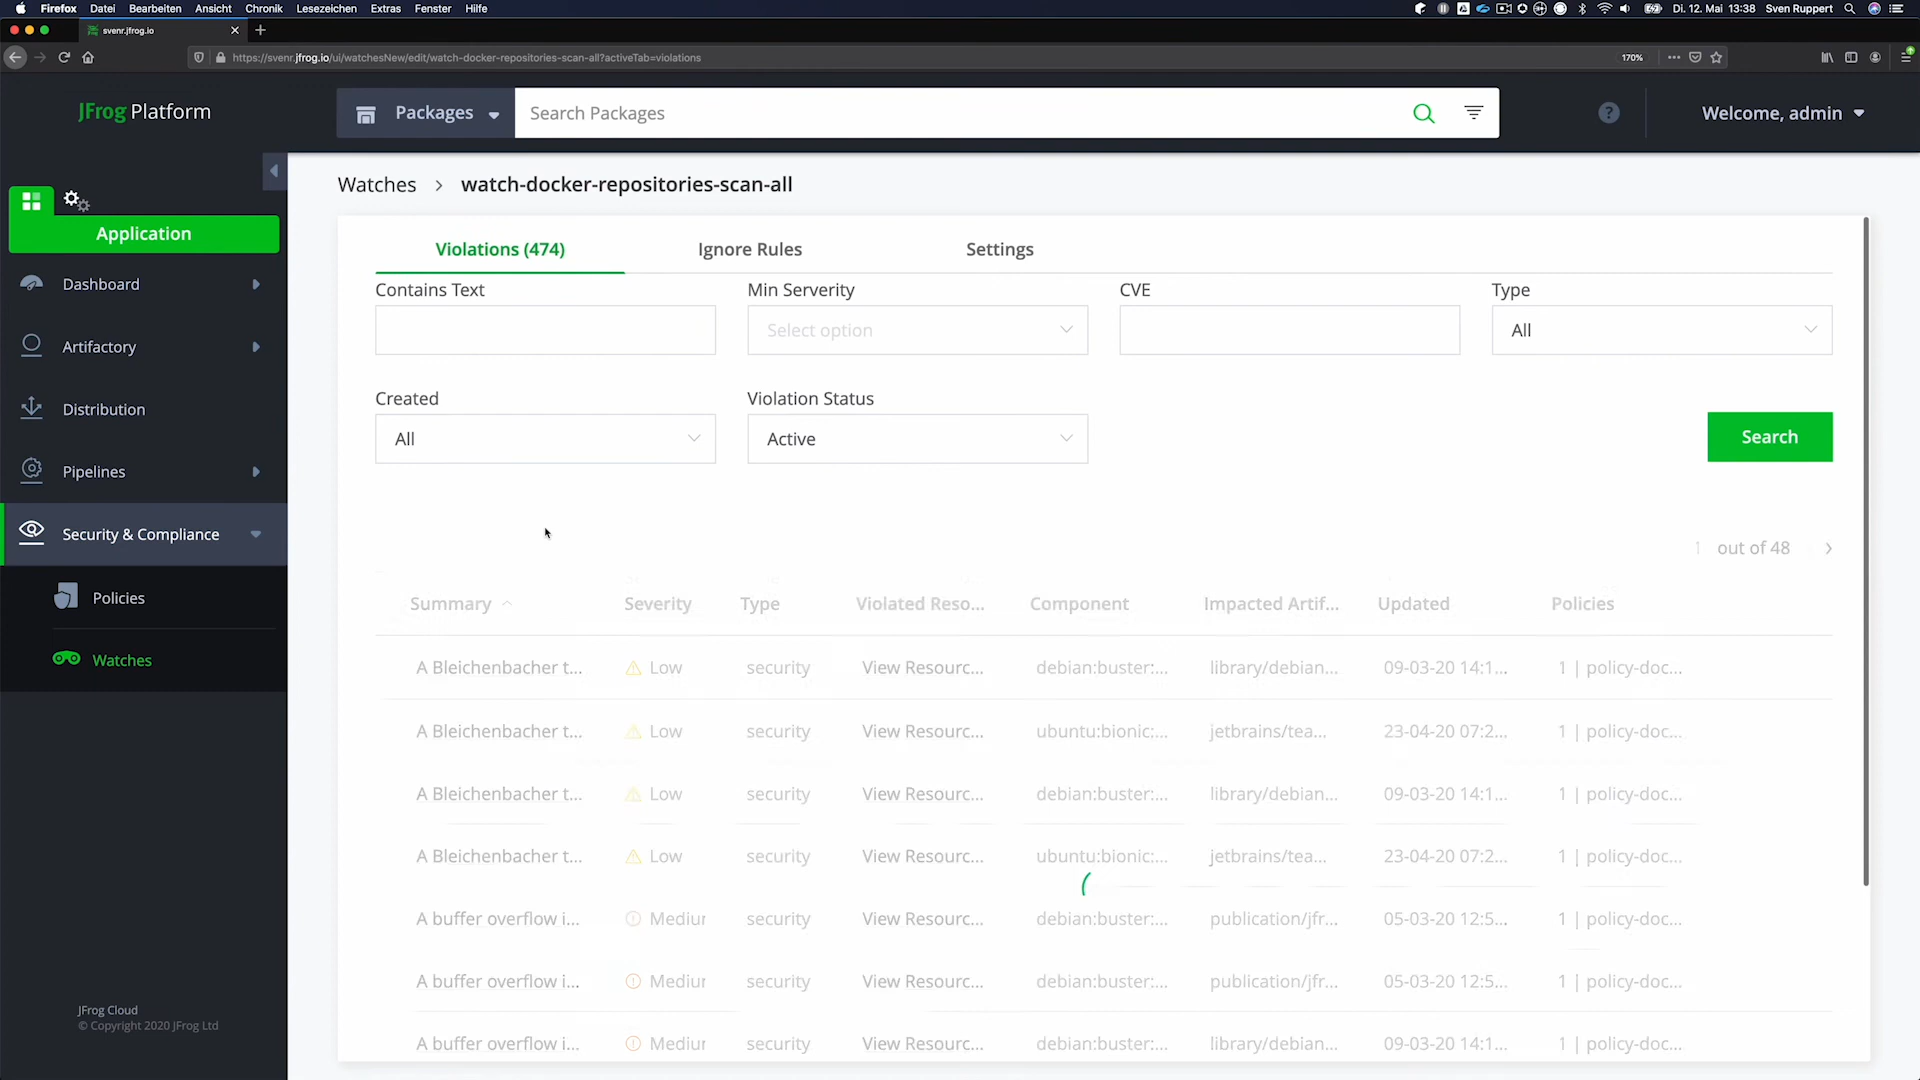 Firefox Datei Bearbeiten Ansicht Chronik Lesezeichen Extras Fenster Hilfe Di. 12. Mai 13:38 Sven Ruppert
svenr.jfrog.io
https://svenr.jfrog.io/ui/watchesNew/edit/watch-docker-repositories-scan-all?activeTab=violations 170%
JFrog Platform
Packages
Search Packages
?
Welcome, admin
Watches > watch-docker-repositories-scan-all
Application
Dashboard
Artifactory
Distribution
Pipelines
Security & Compliance
Policies
Watches
JFrog Cloud
© Copyright 2020 JFrog Ltd
Violations (474) Ignore Rules Settings
Contains Text Min Serverity CVE Type
Select option All
Created Violation Status
All Active Search
1 out of 48 >
Summary Severity Type Violated Reso... Component Impacted Artif... Updated Policies
A Bleichenbacher t... Low security View Resourc... debian:buster:... library/debian... 09-03-20 14:1... 1 | policy-doc...
A Bleichenbacher t... Low security View Resourc... ubuntu:bionic:... jetbrains/tea... 23-04-20 07:2... 1 | policy-doc...
A Bleichenbacher t... Low security View Resourc... debian:buster:... library/debian... 09-03-20 14:1... 1 | policy-doc...
A Bleichenbacher t... Low security View Resourc... ubuntu:bionic:... jetbrains/tea... 23-04-20 07:2... 1 | policy-doc...
A buffer overflow i... Mediur security View Resourc... debian:buster:... publication/jfr... 05-03-20 12:5... 1 | policy-doc...
A buffer overflow i... Mediur security View Resourc... debian:buster:... publication/jfr... 05-03-20 12:5... 1 | policy-doc...
A buffer overflow i... Mediur security View Resourc... debian:buster:... library/debian... 09-03-20 14:1... 1 | policy-doc...